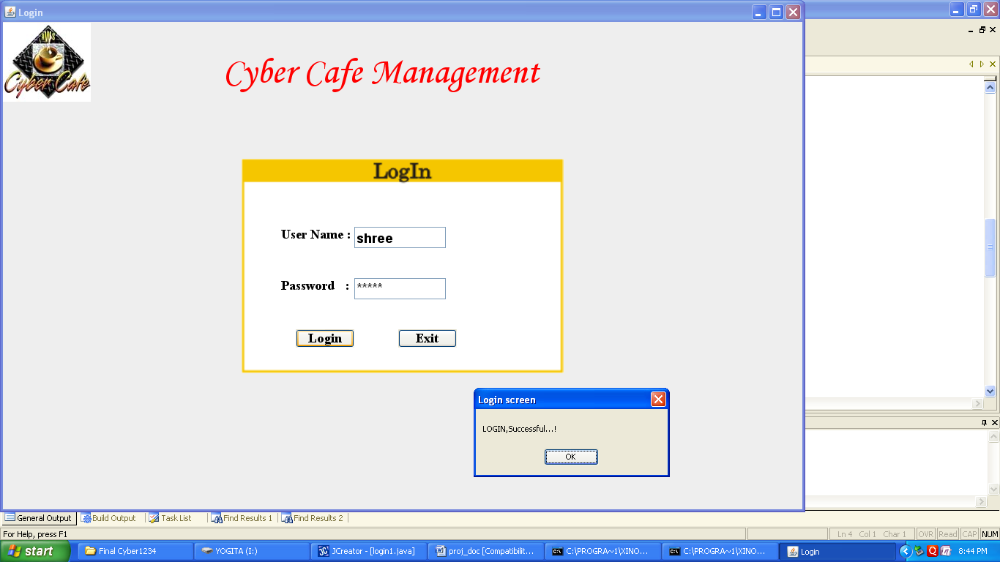 Login
AWS
Cyber Cafe
Cyber Cafe Management
LogIn
User Name :
shree
Password :
*****
Login
Exit
Login screen
LOGIN,Successful...!
OK
General Output
Build Output
Task List
Find Results 1
Find Results 2
For Help, press F1
Ln 4 Col 1 Char 1
OVR
Read
CAP
NUM
start
Final Cyber1234
YOGITA (I:)
JCreator - [login1.java]
proj_doc [Compatibilit...
C:\PROGRA~1\XINO...
C:\PROGRA~1\XINO...
Login
8:44 PM